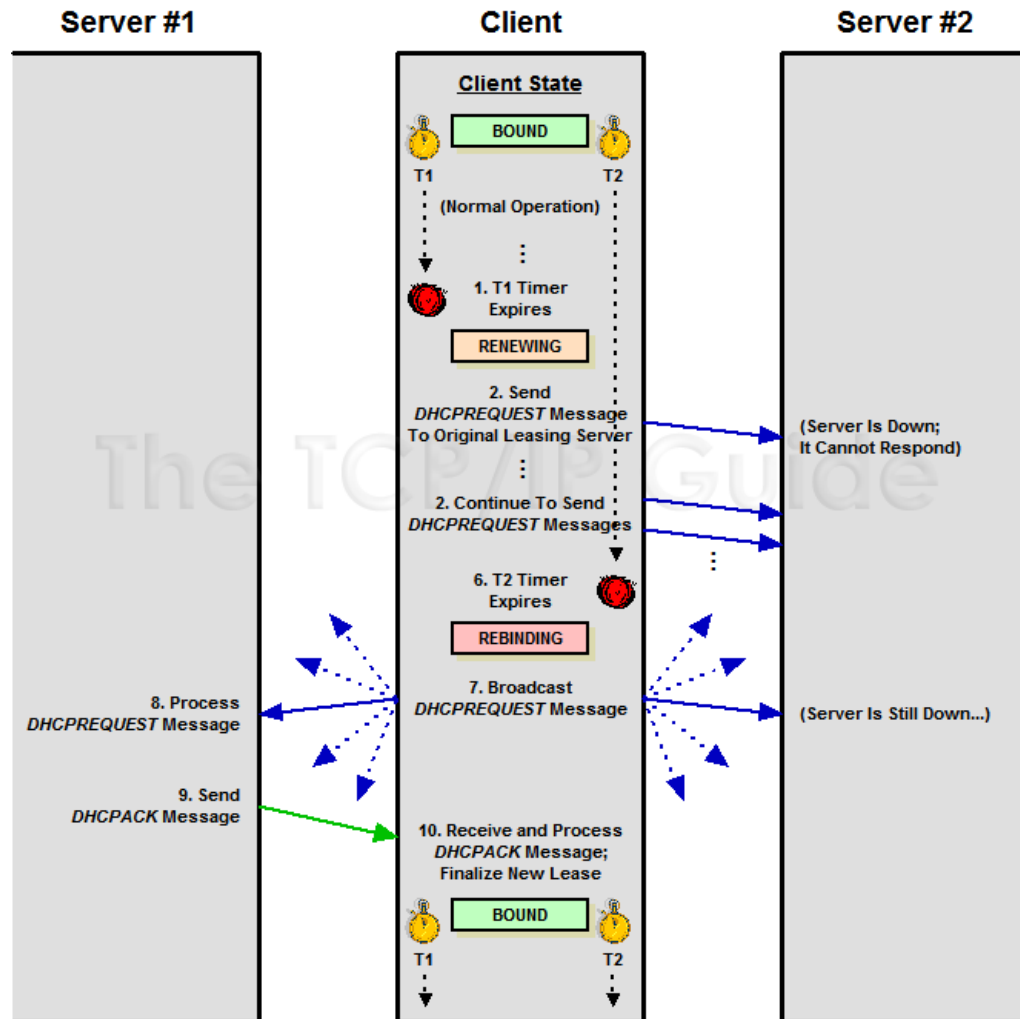 Server #1
Client
Server #2
Client State
BOUND
T1
T2
(Normal Operation)
⋮
1. T1 Timer
Expires
RENEWING
2. Send
DHCPREQUEST Message
To Original Leasing Server
(Server Is Down;
It Cannot Respond)
The TCP/IP Guide
⋮
2. Continue To Send
DHCPREQUEST Messages
⋮
6. T2 Timer
Expires
REBINDING
7. Broadcast
DHCPREQUEST Message
8. Process
DHCPREQUEST Message
(Server Is Still Down...)
9. Send
DHCPACK Message
10. Receive and Process
DHCPACK Message;
Finalize New Lease
BOUND
T1
T2